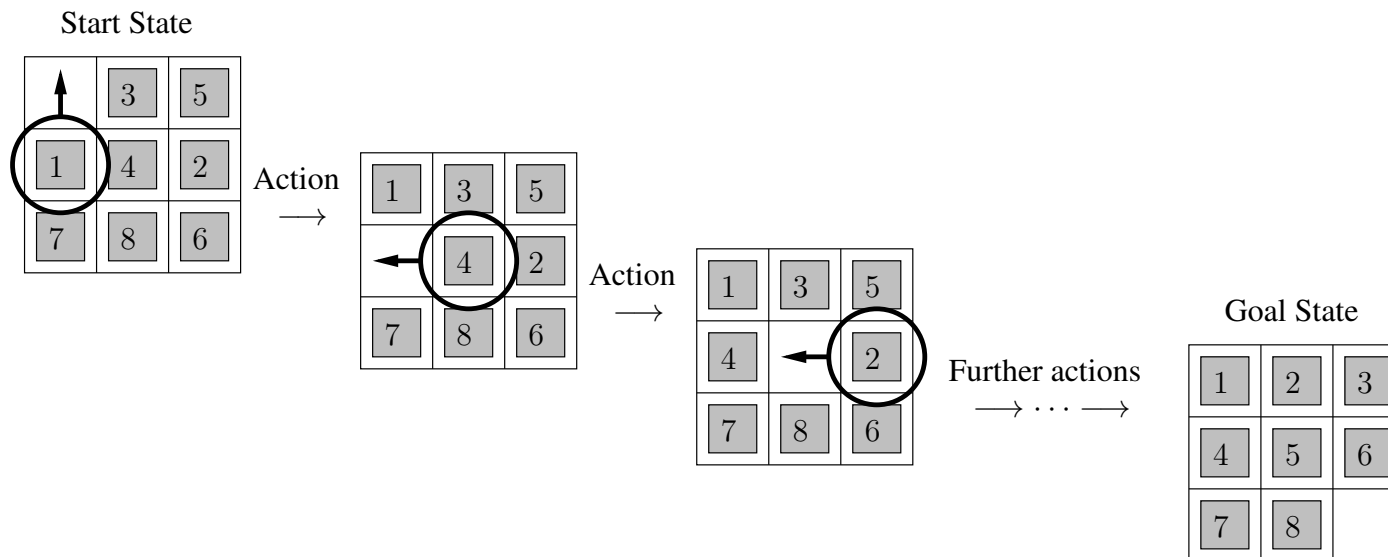 Start State
3 5
1 4 2
7 8 6
Action
⟶
1 3 5
4 2
7 8 6
Action
⟶
1 3 5
4 2
7 8 6
Further actions
⟶ · · · ⟶
Goal State
1 2 3
4 5 6
7 8